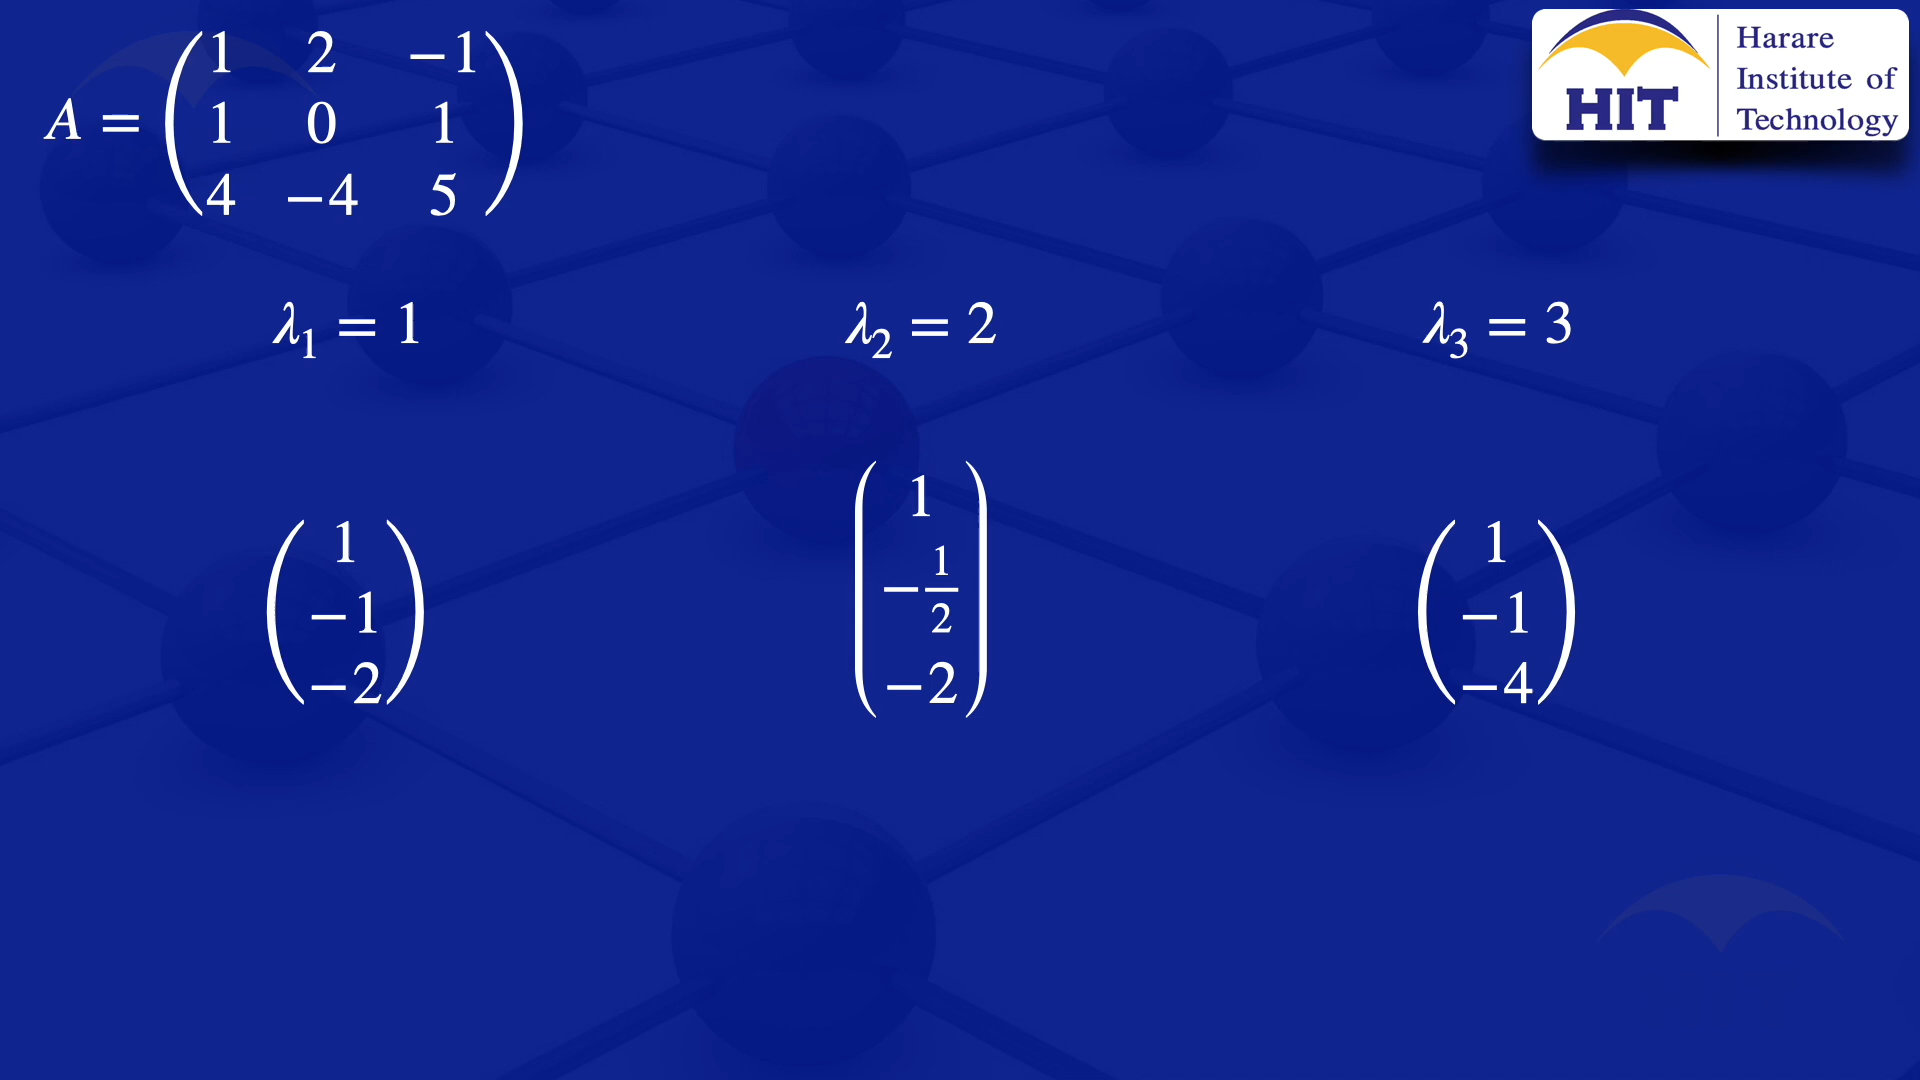 A = ( 1 2 −1
1 0 1
4 −4 5 )
Harare
Institute of
Technology
HIT
λ₁ = 1 λ₂ = 2 λ₃ = 3
( 1 −1 −2 ) ( 1 −1/2 −2 ) ( 1 −1 −4 )